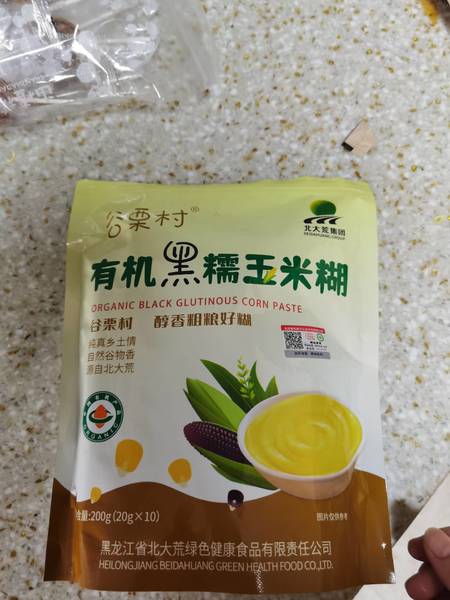 谷栗村®
北大荒集团
BEIDAHUANG GROUP
有机黑糯玉米糊
ORGANIC BLACK GLUTINOUS CORN PASTE
谷栗村 醇香粗粮好糊
纯真乡土情
自然谷物香
源自北大荒
ORGANIC
含量:200g(20g×10)
图片仅供参考
黑龙江省北大荒绿色健康食品有限责任公司
HEILONGJIANG BEIDAHUANG GREEN HEALTH FOOD CO.,LTD.